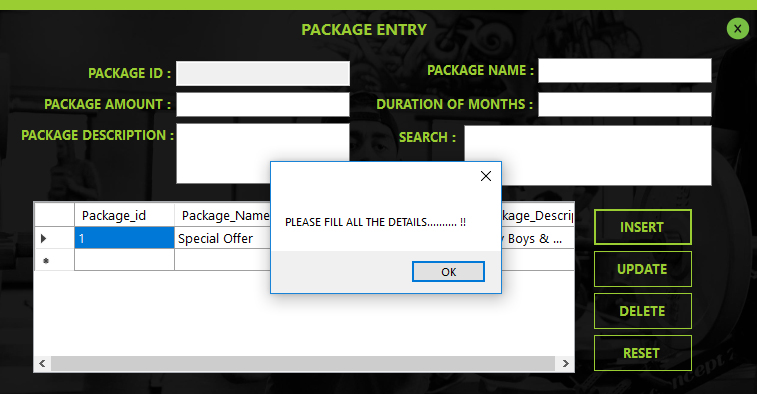 PACKAGE ENTRY
X
PACKAGE ID :
PACKAGE NAME :
PACKAGE AMOUNT :
DURATION OF MONTHS :
PACKAGE DESCRIPTION :
SEARCH :
PLEASE FILL ALL THE DETAILS.......... !!
OK
Package_id Package_Name
1 Special Offer Boys & ...
INSERT
UPDATE
DELETE
RESET